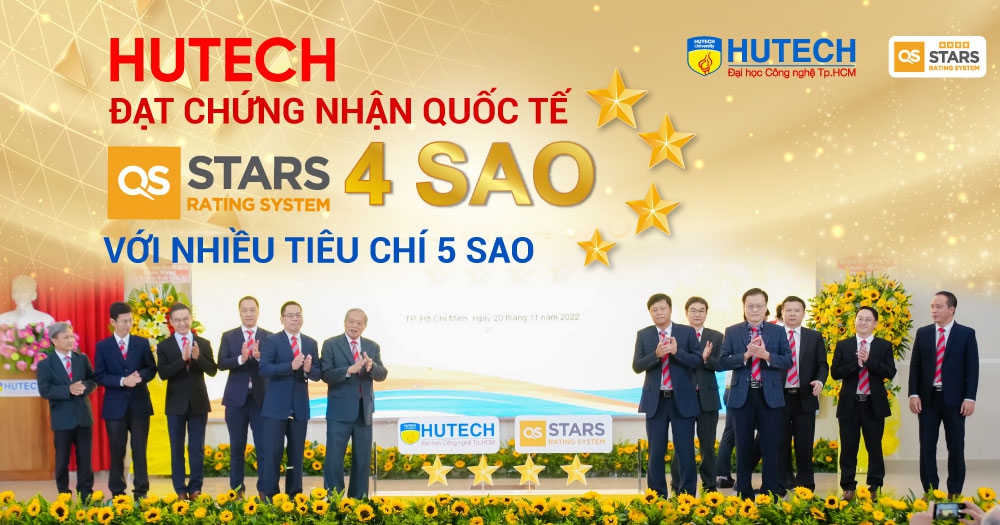 HUTECH
ĐẠT CHỨNG NHẬN QUỐC TẾ
QS STARS
RATING SYSTEM
4 SAO
VỚI NHIỀU TIÊU CHÍ 5 SAO
HUTECH
University
HUTECH
Đại học Công nghệ Tp.HCM
QS STARS
RATING SYSTEM
TP. Hồ Chí Minh, ngày 20 tháng 11 năm 2022
HUTECH
HUTECH
Đại học Công nghệ Tp.HCM
QS STARS
RATING SYSTEM